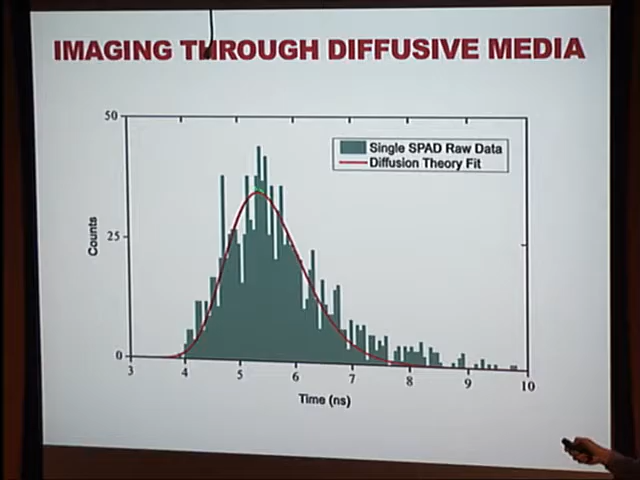 IMAGING THROUGH DIFFUSIVE MEDIA
50
Single SPAD Raw Data
Diffusion Theory Fit
Counts
25
0
3 4 5 6 7 8 9 10
Time (ns)